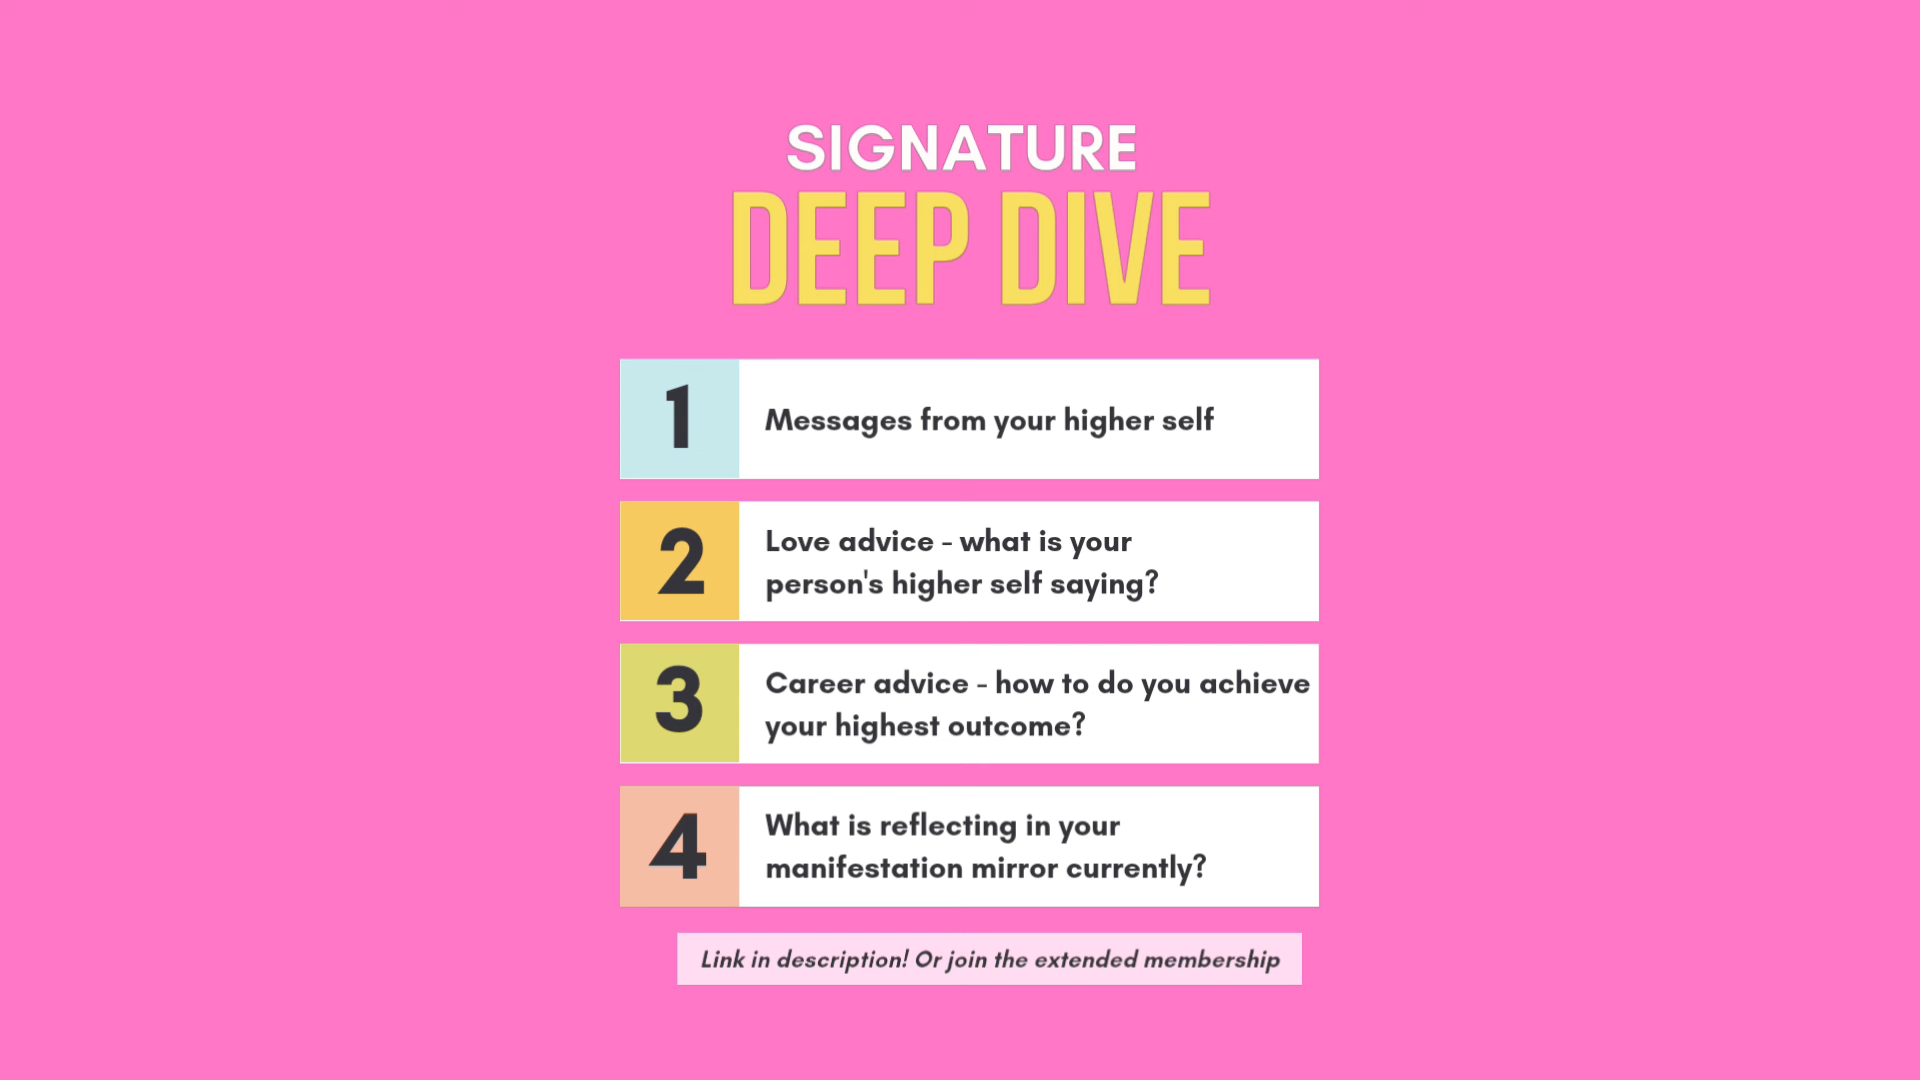 SIGNATURE
DEEP DIVE
1
Messages from your higher self
2
Love advice - what is your
person's higher self saying?
3
Career advice - how to do you achieve
your highest outcome?
4
What is reflecting in your
manifestation mirror currently?
Link in description! Or join the extended membership